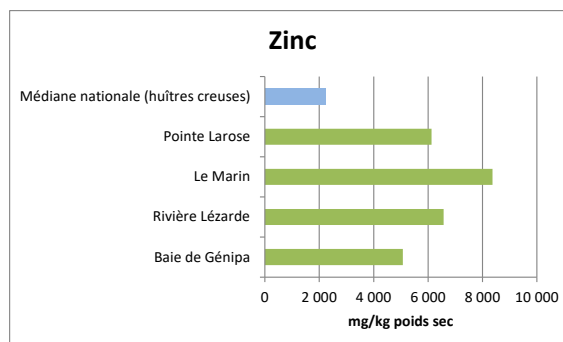 Zinc
Médiane nationale (huîtres creuses)
Pointe Larose
Le Marin
Rivière Lézarde
Baie de Génipa
0 2 000 4 000 6 000 8 000 10 000
mg/kg poids sec